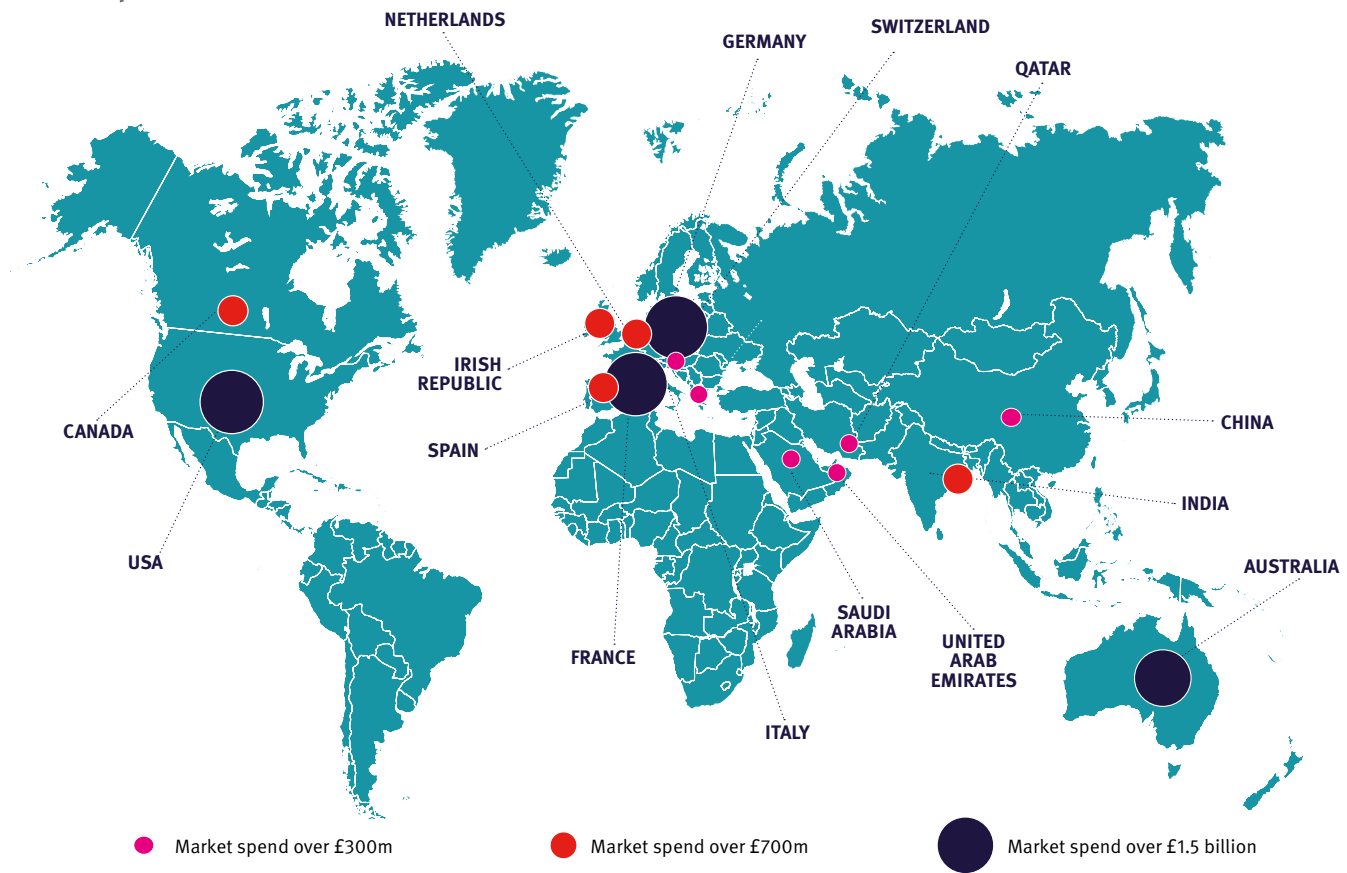 NETHERLANDS
GERMANY
SWITZERLAND
QATAR
IRISH
REPUBLIC
CANADA
SPAIN
CHINA
INDIA
USA
AUSTRALIA
SAUDI
ARABIA
UNITED
ARAB
EMIRATES
FRANCE
ITALY
Market spend over £300m
Market spend over £700m
Market spend over £1.5 billion